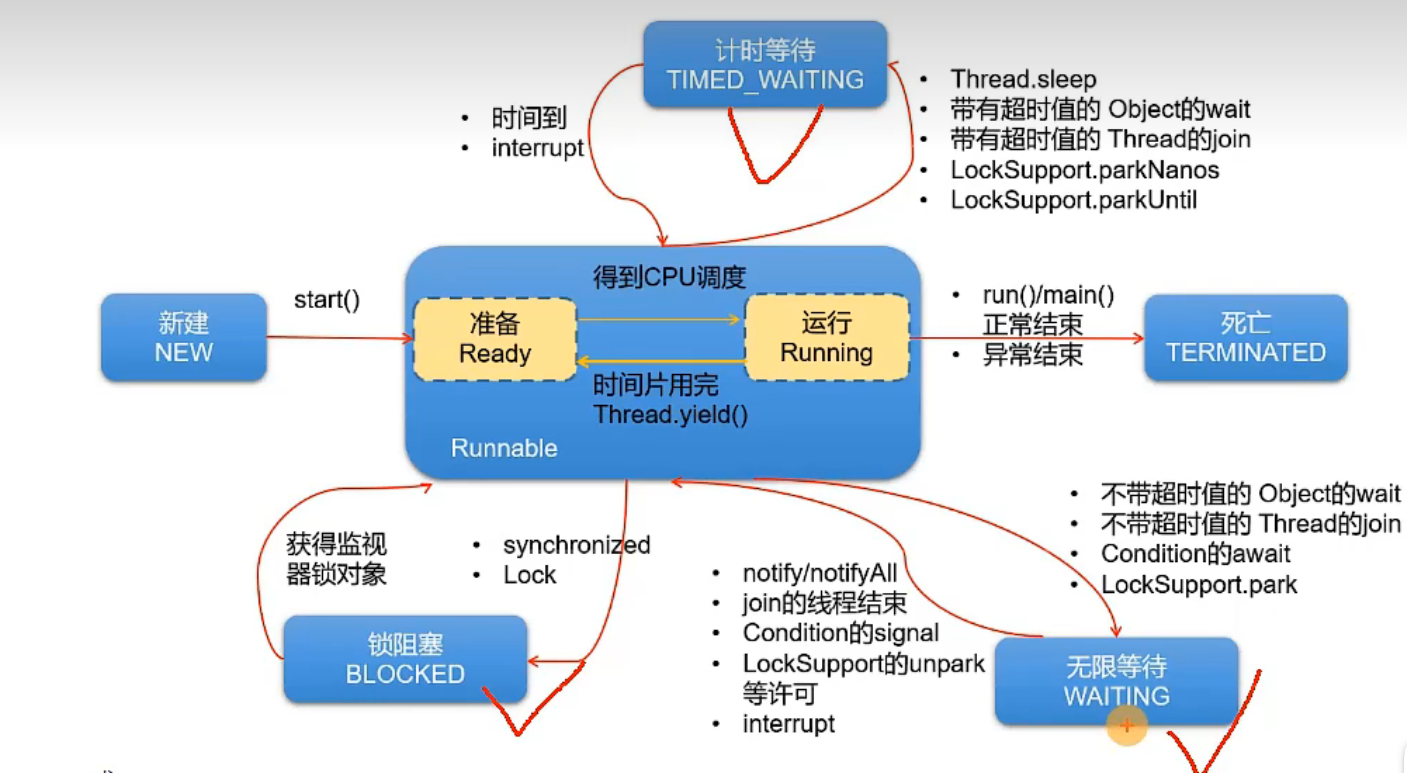 计时等待
TIMED_WAITING
• Thread.sleep
• 带有超时值的 Object的wait
• 带有超时值的 Thread的join
• LockSupport.parkNanos
• LockSupport.parkUntil
• 时间到
• interrupt
新建
NEW
start()
得到CPU调度
准备
Ready
运行
Running
时间片用完
Thread.yield()
Runnable
• run()/main()
正常结束
• 异常结束
死亡
TERMINATED
获得监视
器锁对象
• synchronized
• Lock
锁阻塞
BLOCKED
• notify/notifyAll
• join的线程结束
• Condition的signal
• LockSupport的unpark
等许可
• interrupt
• 不带超时值的 Object的wait
• 不带超时值的 Thread的join
• Condition的await
• LockSupport.park
无限等待
WAITING